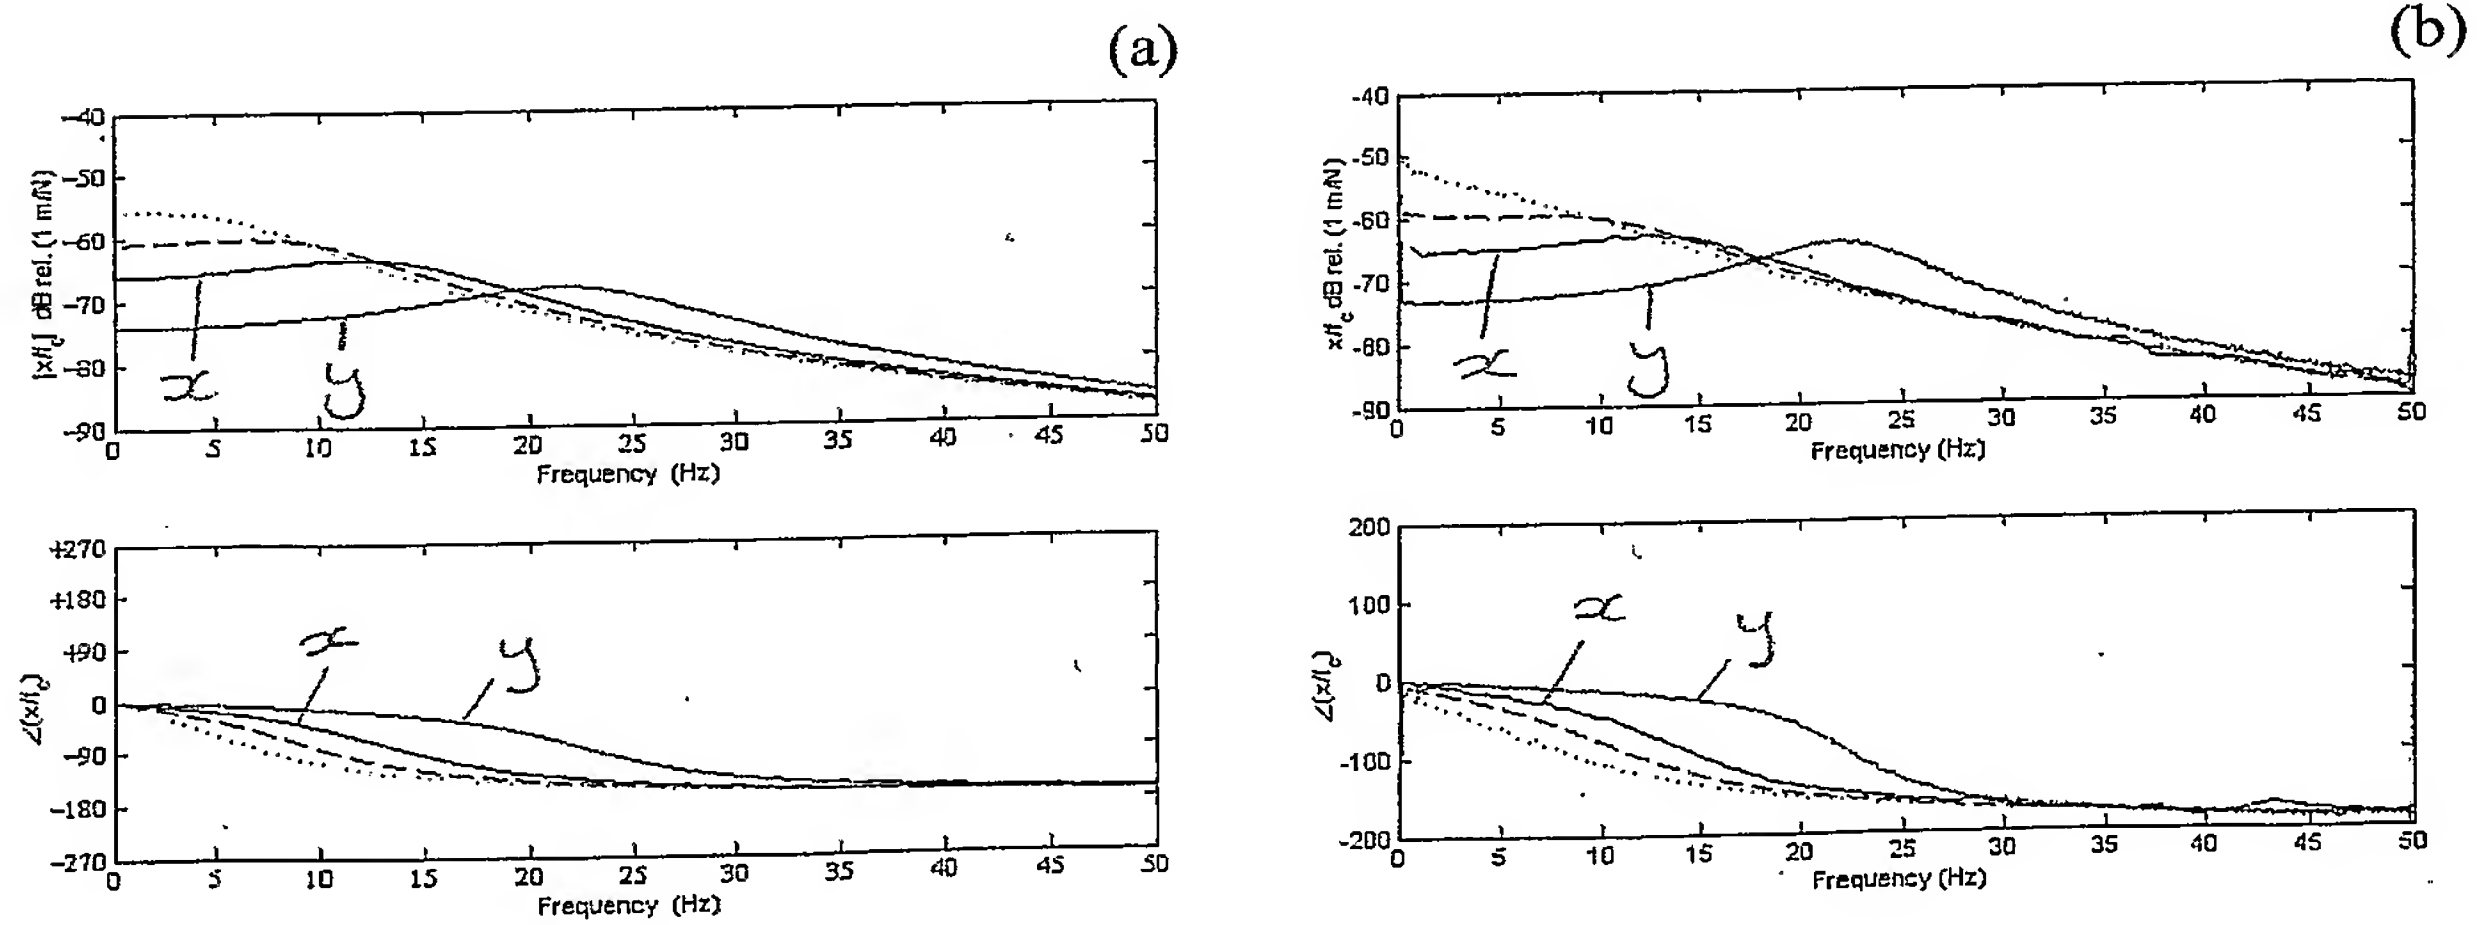 (a)
−40
−50
−60
−70
−80
−90
|x/fc| dB rel.(1 m/N)
0 5 10 15 20 25 30 35 40 45 50
Frequency (Hz)
x
y
+270
+180
+90
0
−90
−180
−270
∠(x/fc)
0 5 10 15 20 25 30 35 40 45 50
Frequency (Hz)
x
y
(b)
-40
-50
-60
-70
-80
-90
x/fc dB rel.(1 m/N)
0 5 10 15 20 25 30 35 40 45 50
Frequency (Hz)
x
y
200
100
0
-100
-200
∠(x/fc)
0 5 10 15 20 25 30 35 40 45 50
Frequency (Hz)
x
y